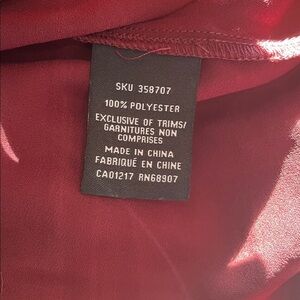 SKU 358707
100% POLYESTER
EXCLUSIVE OF TRIMS/
GARNITURES NON
COMPRISES
MADE IN CHINA
FABRIQUÉ EN CHINE
CA01217 RN68907